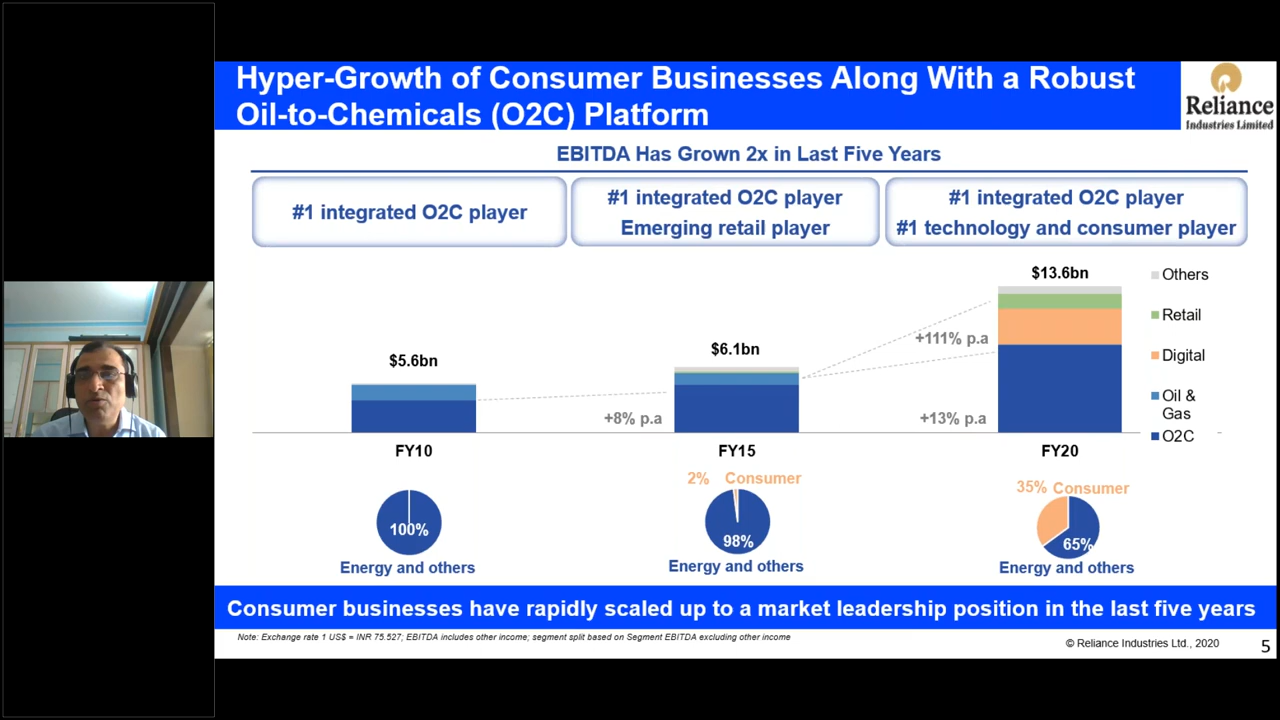 Hyper-Growth of Consumer Businesses Along With a Robust
Oil-to-Chemicals (O2C) Platform
Reliance
Industries Limited
EBITDA Has Grown 2x in Last Five Years
#1 integrated O2C player
#1 integrated O2C player
Emerging retail player
#1 integrated O2C player
#1 technology and consumer player
$5.6bn
$6.1bn
$13.6bn
+8% p.a
+111% p.a
+13% p.a
Others
Retail
Digital
Oil &
Gas
O2C
FY10
FY15
FY20
100%
Energy and others
2% Consumer
98%
Energy and others
35% Consumer
65%
Energy and others
Consumer businesses have rapidly scaled up to a market leadership position in the last five years
Note: Exchange rate 1 US$ = INR 75.527; EBITDA includes other income; segment split based on Segment EBITDA excluding other income
© Reliance Industries Ltd., 2020
5